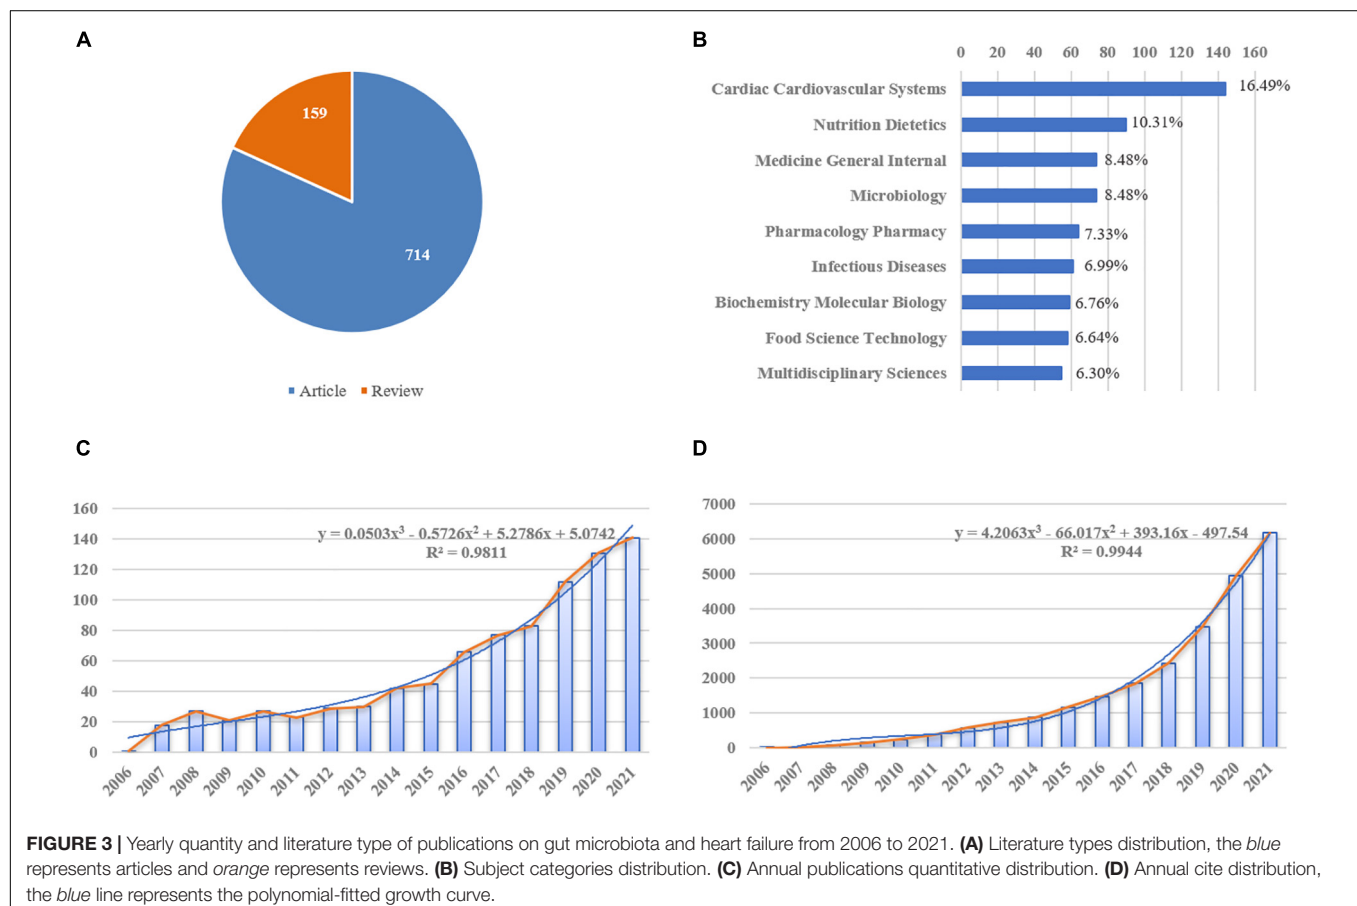 A
159
714
Article Review
B
0 20 40 60 80 100 120 140 160
Cardiac Cardiovascular Systems 16.49%
Nutrition Dietetics 10.31%
Medicine General Internal 8.48%
Microbiology 8.48%
Pharmacology Pharmacy 7.33%
Infectious Diseases 6.99%
Biochemistry Molecular Biology 6.76%
Food Science Technology 6.64%
Multidisciplinary Sciences 6.30%
C
160
140
120
100
80
60
40
20
0
y = 0.0503x³ - 0.5726x² + 5.2786x + 5.0742
R² = 0.9811
2006 2007 2008 2009 2010 2011 2012 2013 2014 2015 2016 2017 2018 2019 2020 2021
D
7000
6000
5000
4000
3000
2000
1000
0
y = 4.2063x³ - 66.017x² + 393.16x - 497.54
R² = 0.9944
2006 2007 2008 2009 2010 2011 2012 2013 2014 2015 2016 2017 2018 2019 2020 2021
FIGURE 3 | Yearly quantity and literature type of publications on gut microbiota and heart failure from 2006 to 2021. (A) Literature types distribution, the blue
represents articles and orange represents reviews. (B) Subject categories distribution. (C) Annual publications quantitative distribution. (D) Annual cite distribution,
the blue line represents the polynomial-fitted growth curve.